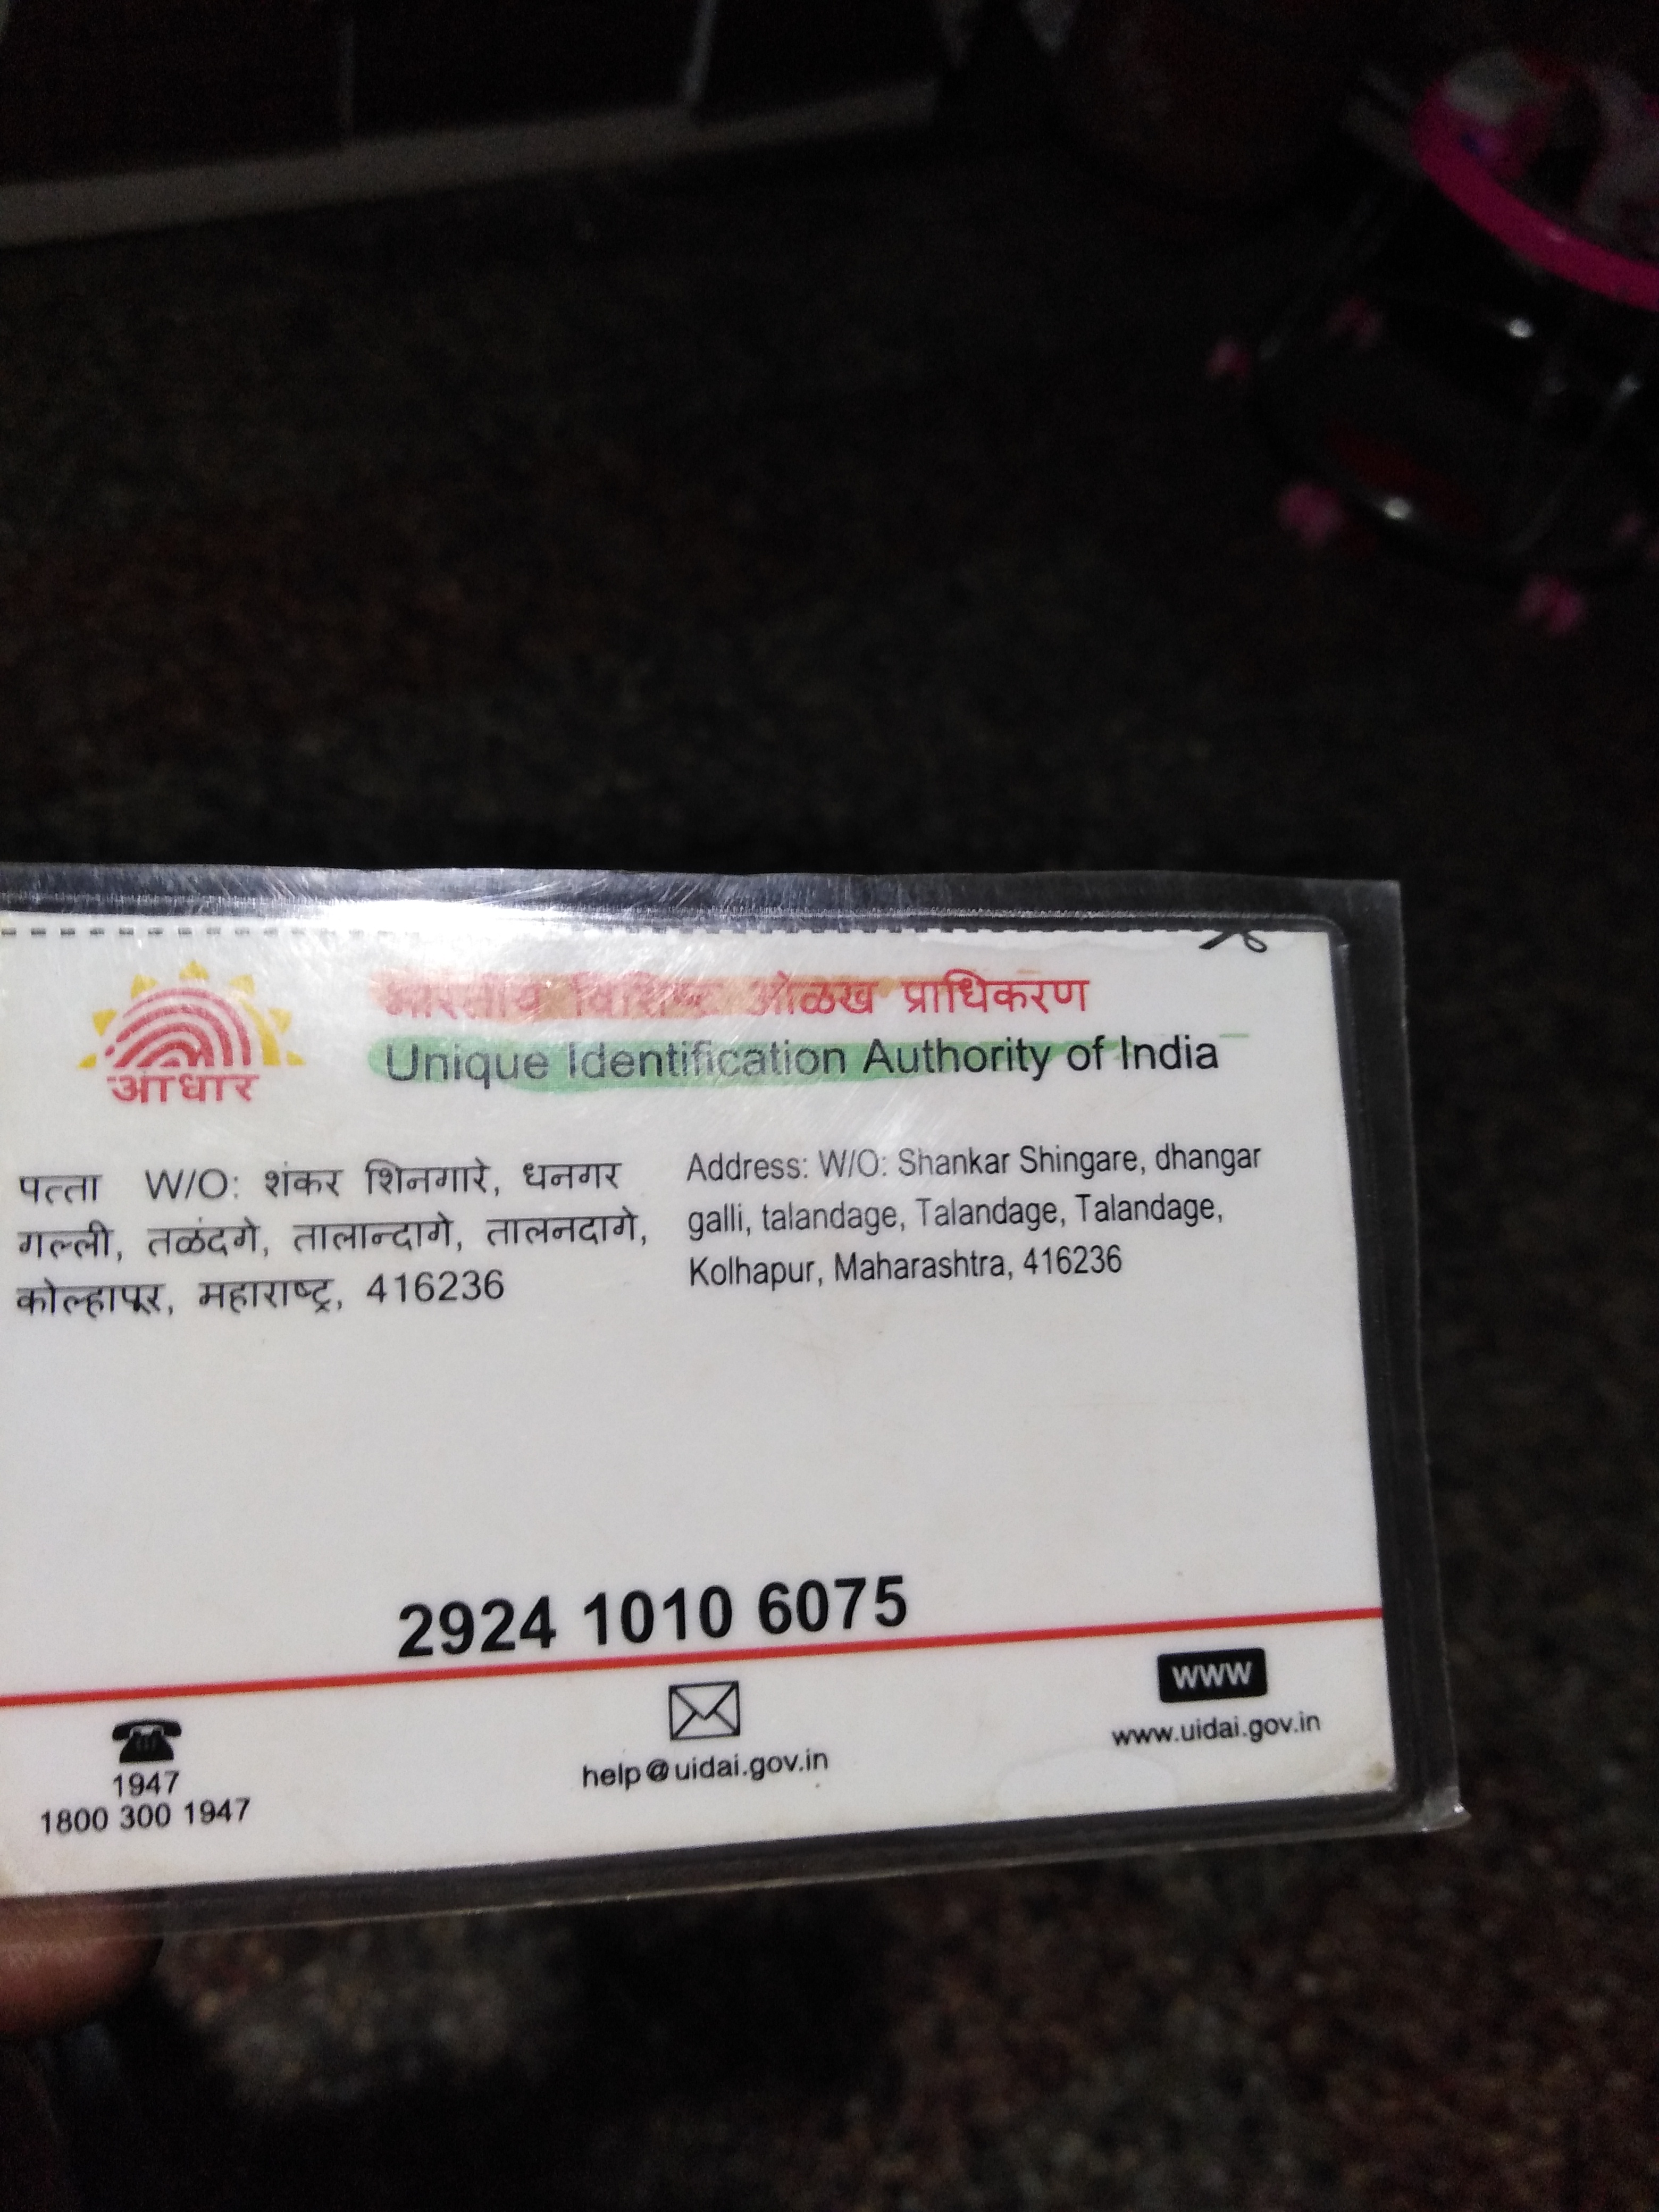 आधार
भारतीय विशिष्ट ओळख प्राधिकरण
Unique Identification Authority of India
पत्ता W/O: शंकर शिनगारे, धनगर
गल्ली, तळंदगे, तालान्दागे, तालनदागे,
कोल्हापूर, महाराष्ट्र, 416236
Address: W/O: Shankar Shingare, dhangar
galli, talandage, Talandage, Talandage,
Kolhapur, Maharashtra, 416236
2924 1010 6075
1947
1800 300 1947
help@uidai.gov.in
WWW
www.uidai.gov.in